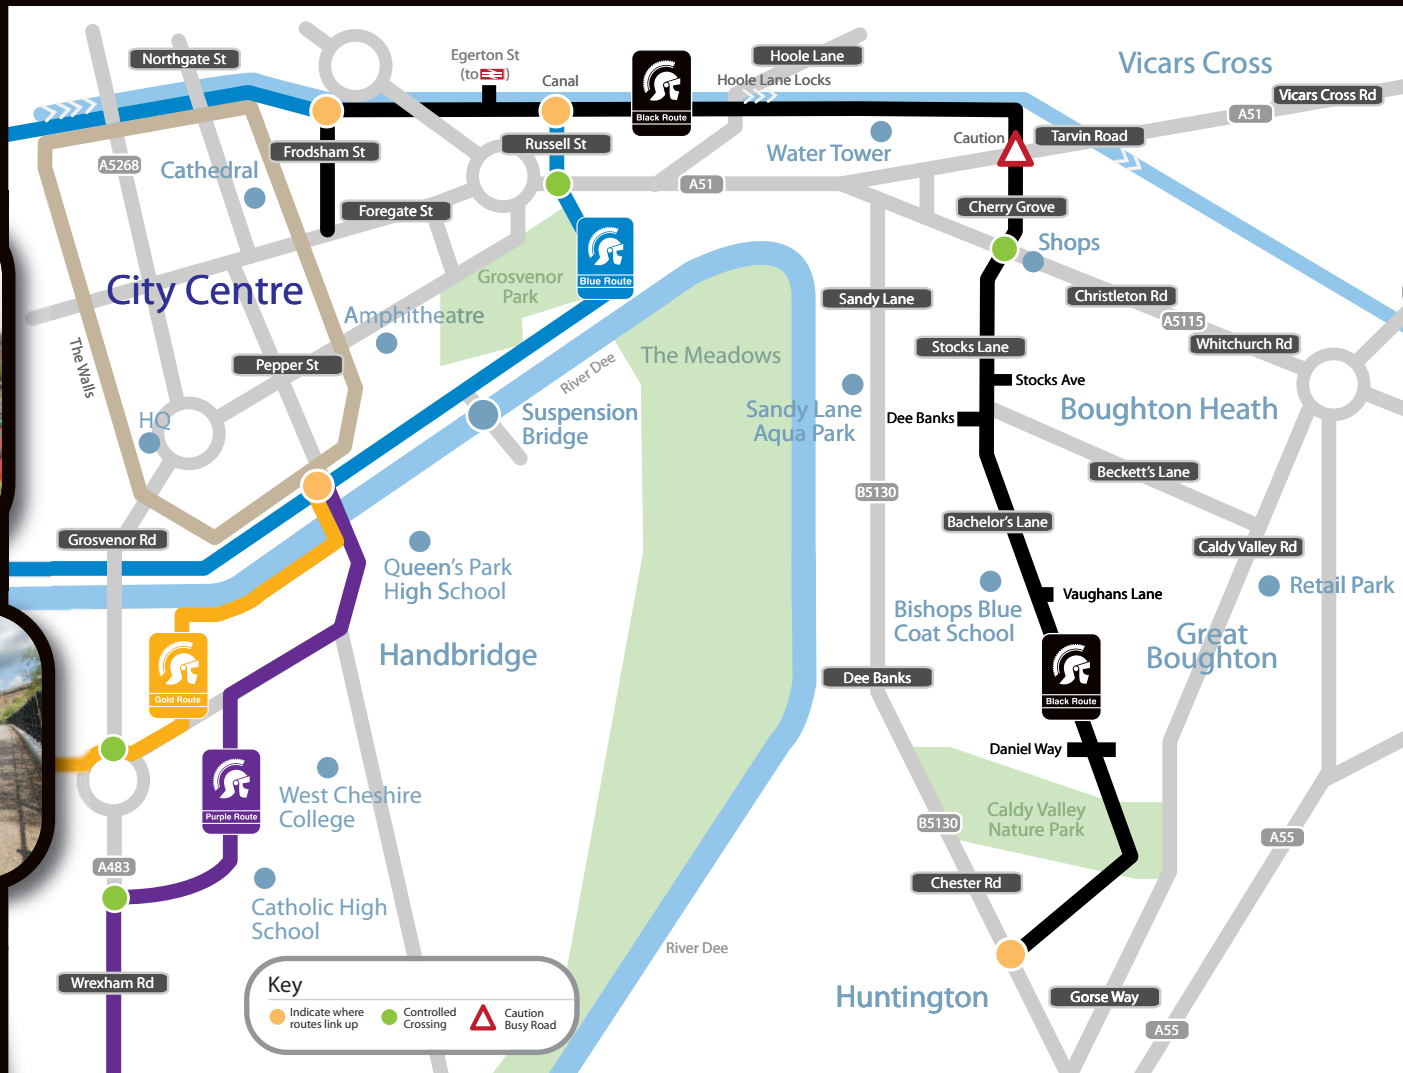 Northgate St
Egerton St
(to )
Canal
Black Route
Hoole Lane
Hoole Lane Locks
Vicars Cross
Vicars Cross Rd
A51
Caution
Tarvin Road
A5268
Cathedral
Frodsham St
Russell St
Water Tower
A51
Foregate St
Cherry Grove
Shops
City Centre
Grosvenor
Park
Blue Route
Christleton Rd
A5115
Whitchurch Rd
Sandy Lane
Amphitheatre
The Walls
Pepper St
River Dee
The Meadows
Stocks Lane
Stocks Ave
Sandy Lane
Aqua Park
Dee Banks
Boughton Heath
HQ
Suspension
Bridge
Beckett's Lane
B5130
Bachelor's Lane
Grosvenor Rd
Caldy Valley Rd
Queen's Park
High School
Retail Park
Vaughans Lane
Bishops Blue
Coat School
Great
Boughton
Handbridge
Gold Route
Dee Banks
Black Route
Daniel Way
Purple Route
West Cheshire
College
Caldy Valley
Nature Park
B5130
A55
A483
Chester Rd
Catholic High
School
River Dee
Wrexham Rd
Huntington
Gorse Way
A55
Key
Indicate where
routes link up
Controlled
Crossing
Caution
Busy Road